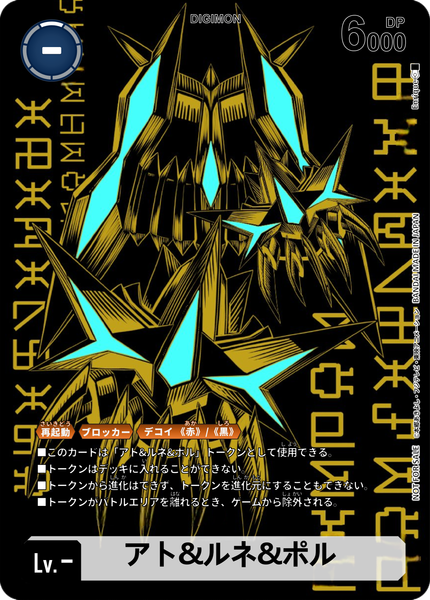 DIGIMON
DP
6000
-
再起動 ブロッカー デコイ《赤》/《黒》
■このカードは「アト&ルネ&ポル」トークンとして使用できる。
■トークンはデッキに入れることができない。
■トークンから進化はできず、トークンを進化元にすることもできない。
■トークンがバトルエリアを離れるとき、ゲームから除外される。
Lv.-
アト&ルネ&ポル
BANDAI MADE IN JAPAN
NOT FOR SALE